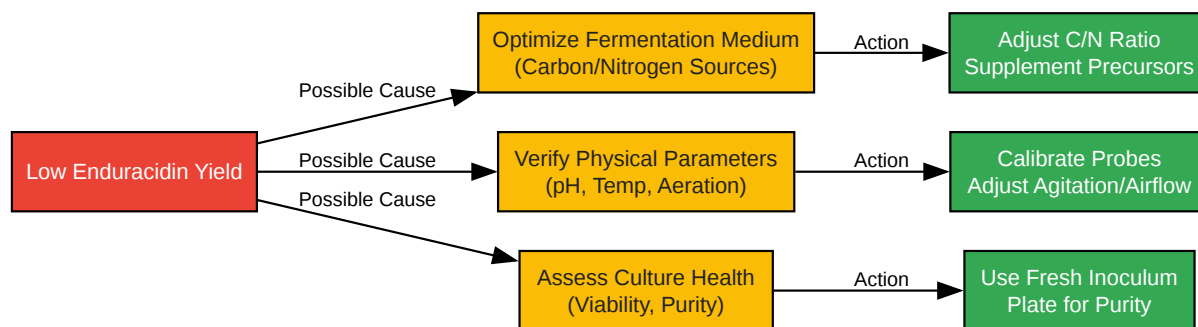 Optimize Fermentation Medium
(Carbon/Nitrogen Sources)
Action
Adjust C/N Ratio
Supplement Precursors
Possible Cause
Low Enduracidin Yield
Possible Cause
Verify Physical Parameters
(pH, Temp, Aeration)
Action
Calibrate Probes
Adjust Agitation/Airflow
Possible Cause
Assess Culture Health
(Viability, Purity)
Action
Use Fresh Inoculum
Plate for Purity